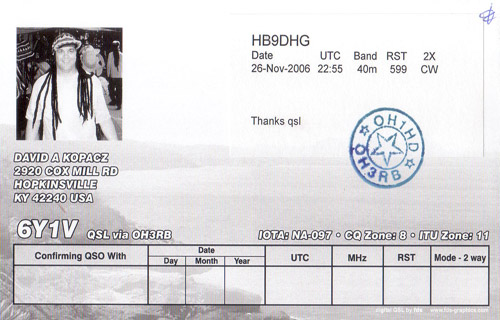 HB9DHG
Date UTC Band RST 2X
26-Nov-2006 22:55 40m 599 CW
Thanks qsl
OH1HD
OH3RB
DAVID A KOPACZ
2920 COX MILL RD
HOPKINSVILLE
KY 42240 USA
6Y1V QSL via OH3RB IOTA: NA-097 • CQ Zone: 8 • ITU Zone: 11
Confirming QSO With Date UTC MHz RST Mode - 2 way
Day Month Year
digital QSL by fds www.fds-graphics.com